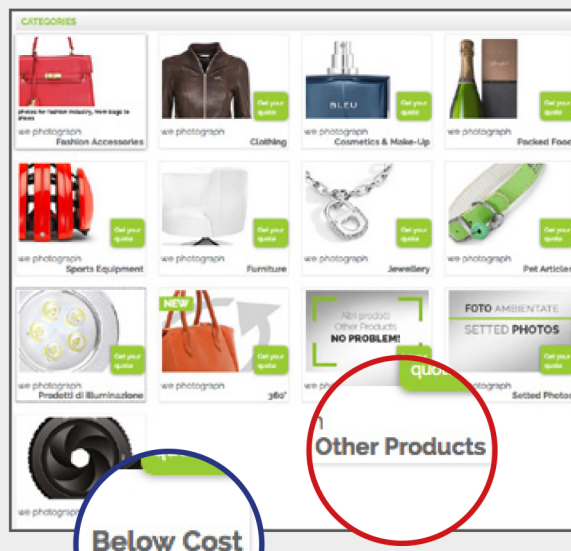 CATEGORIES
photos for fashion industry, from bags to
shoes
we photograph
Fashion Accessories
Get your
quote
we photograph
Clothing
BLEU
Get your
quote
we photograph
Cosmetics & Make-Up
Get your
quote
we photograph
Packed Food
Get your
quote
we photograph
Sports Equipment
Get your
quote
we photograph
Furniture
Get your
quote
we photograph
Jewellery
Get your
quote
we photograph
Pet Articles
Get your
quote
we photograph
Prodotti di Illuminazione
NEW
Get your
quote
we photograph
360°
Altri prodotti
Other Products
NO PROBLEM!
we ph
Other Products
FOTO AMBIENTATE
SETTED PHOTOS
Get your
quote
otograph
Setted Photos
we photograp
Below Cost